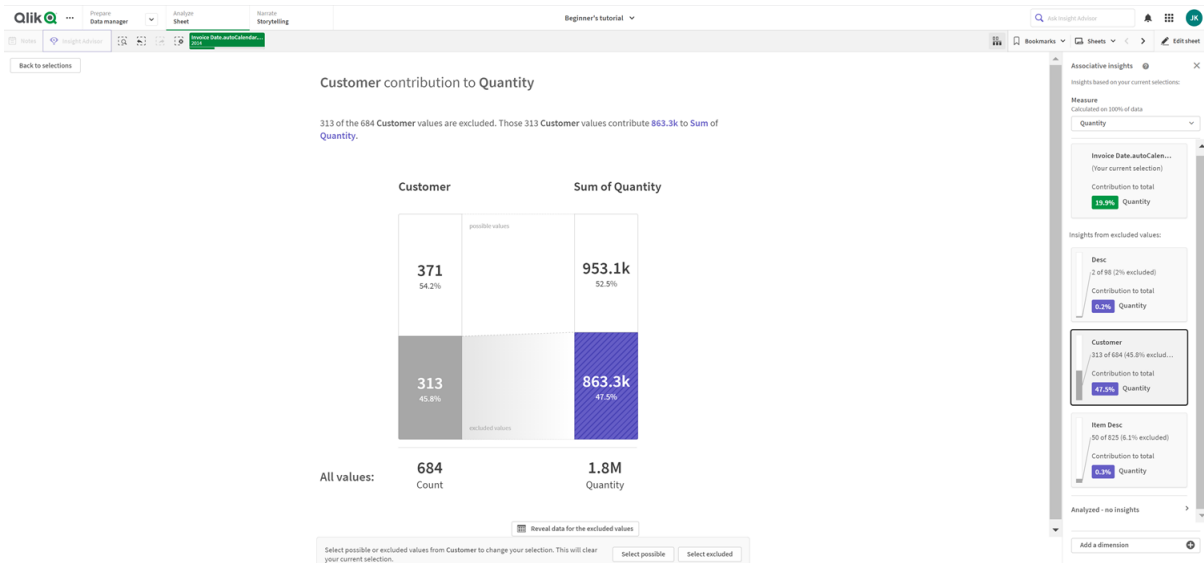 Qlik
Prepare
Data manager
Analyze
Sheet
Narrate
Storytelling
Beginner's tutorial
Ask Insight Advisor
JK
Notes
Insight Advisor
Invoice Date.autoCalendar....
2014
Bookmarks
Sheets
Edit sheet
Back to selections
Customer contribution to Quantity
313 of the 684 Customer values are excluded. Those 313 Customer values contribute 863.3k to Sum of
Quantity.
Customer
Sum of Quantity
possible values
371
54.2%
953.1k
52.5%
313
45.8%
863.3k
47.5%
excluded values
All values:
684
Count
1.8M
Quantity
Reveal data for the excluded values
Select possible or excluded values from Customer to change your selection. This will clear
your current selection.
Select possible
Select excluded
Associative insights
Insights based on your current selections:
Measure
Calculated on 100% of data
Quantity
Invoice Date.autoCalen...
(Your current selection)
Contribution to total
19.9% Quantity
Insights from excluded values:
Desc
2 of 98 (2% excluded)
Contribution to total
0.2% Quantity
Customer
313 of 684 (45.8% exclud...
Contribution to total
47.5% Quantity
Item Desc
50 of 825 (6.1% excluded)
Contribution to total
0.3% Quantity
Analyzed - no insights
Add a dimension